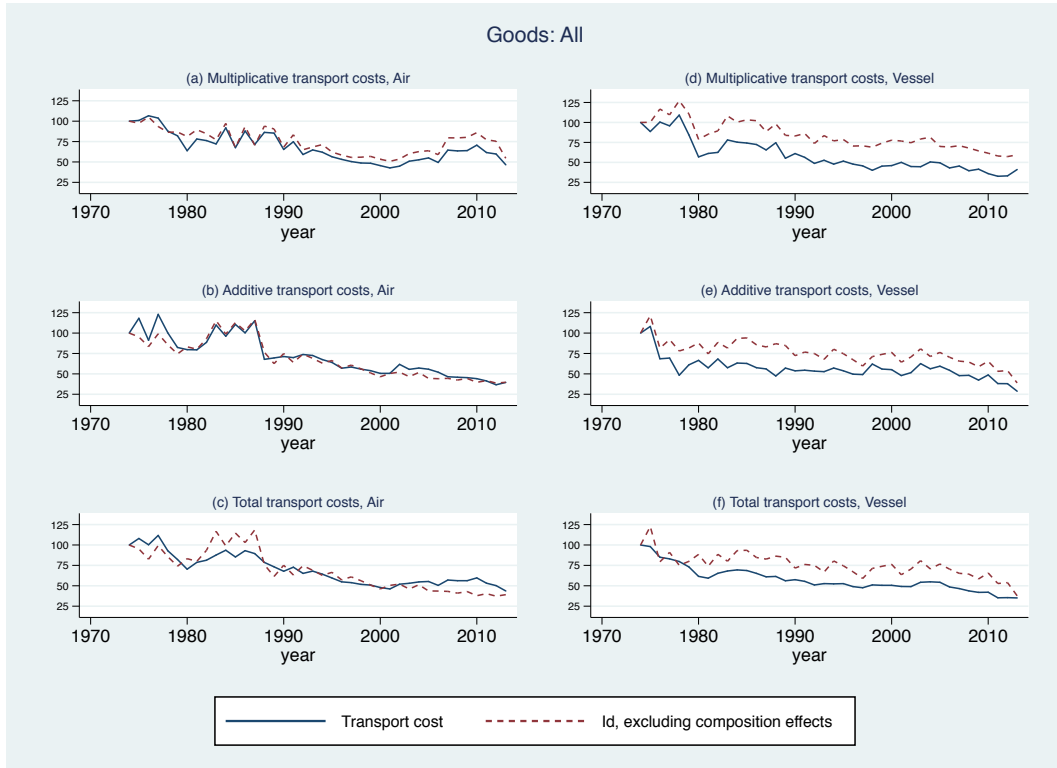 Goods: All
(a) Multiplicative transport costs, Air
125
100
75
50
25
1970 1980 1990 2000 2010
year
(d) Multiplicative transport costs, Vessel
125
100
75
50
25
1970 1980 1990 2000 2010
year
(b) Additive transport costs, Air
125
100
75
50
25
1970 1980 1990 2000 2010
year
(e) Additive transport costs, Vessel
125
100
75
50
25
1970 1980 1990 2000 2010
year
(c) Total transport costs, Air
125
100
75
50
25
1970 1980 1990 2000 2010
year
(f) Total transport costs, Vessel
125
100
75
50
25
1970 1980 1990 2000 2010
year
Transport cost Id, excluding composition effects